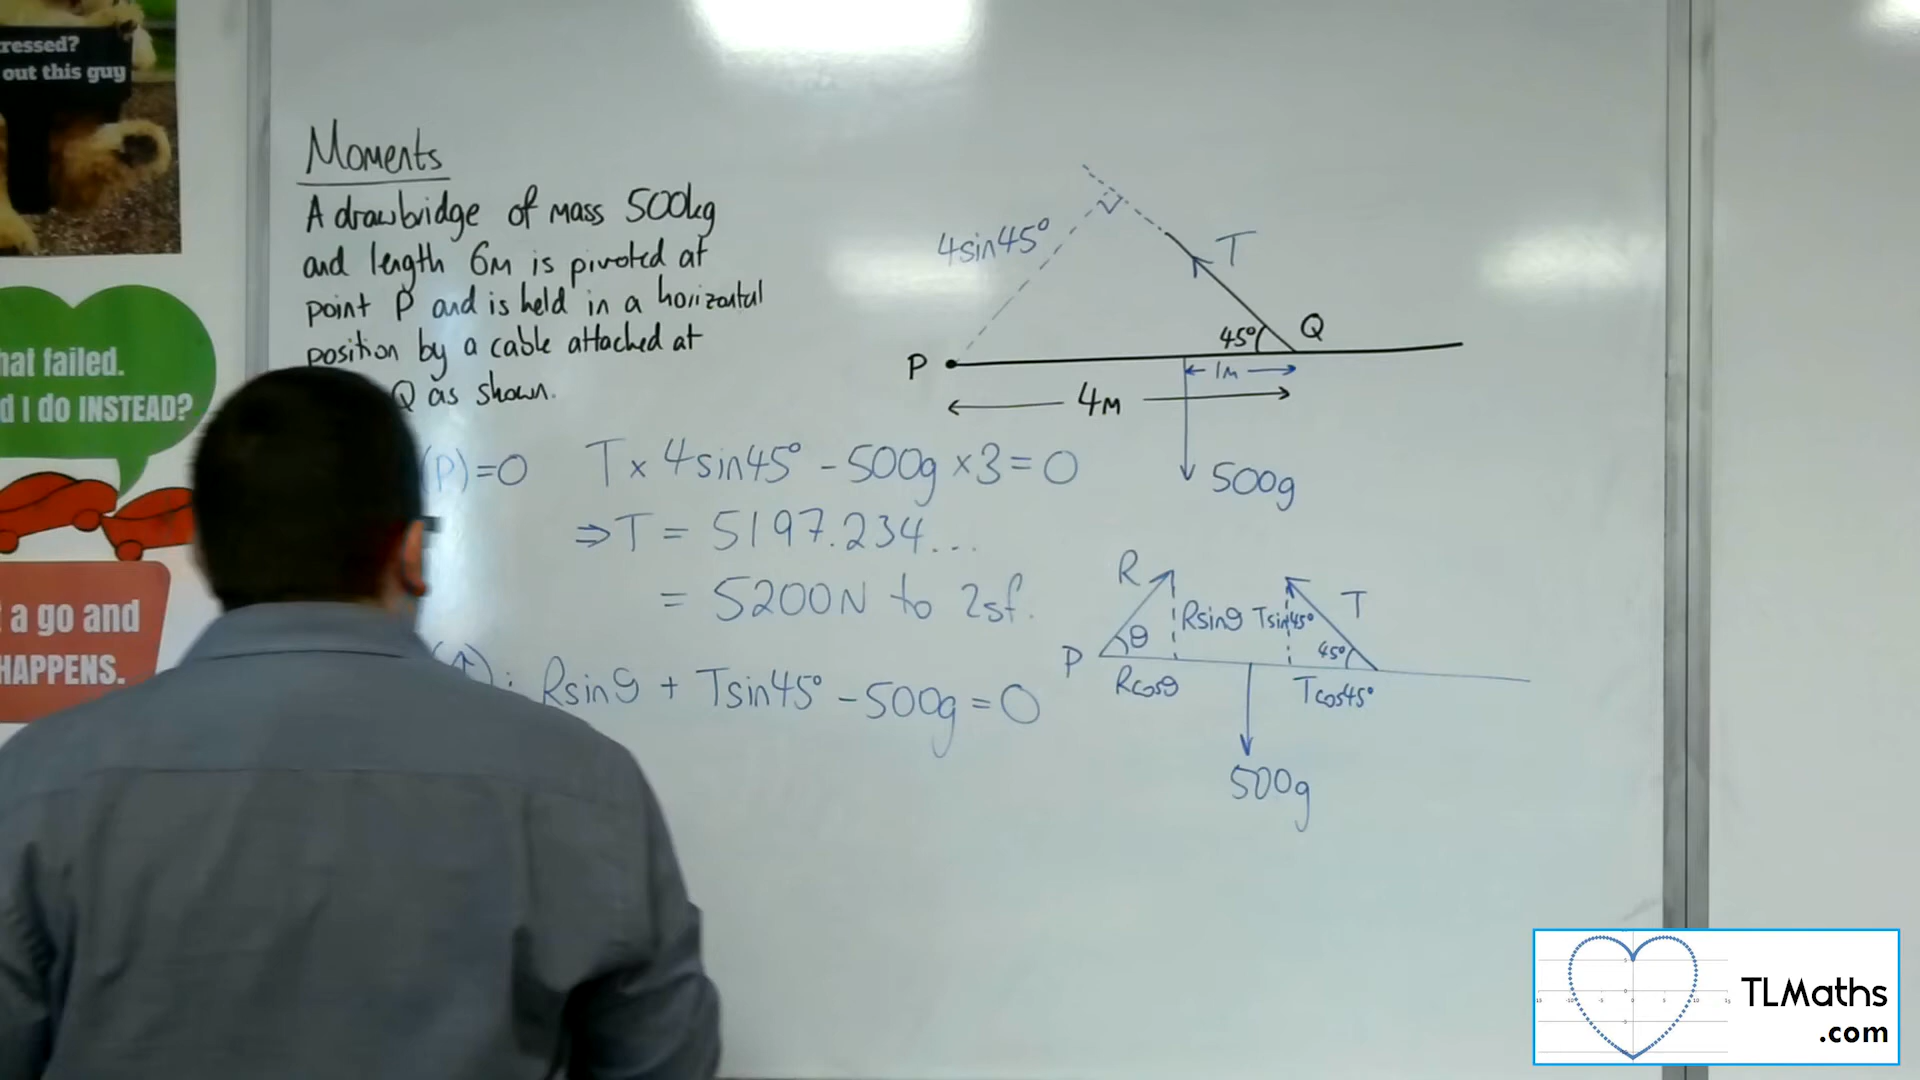 ressed?
out this guy
hat failed.
d I do INSTEAD?
a go and
HAPPENS.
Moments
A drawbridge of mass 500kg
and length 6m is pivoted at
point P and is held in a horizontal
position by a cable attached at
Q as shown.
(P)=0 T × 4sin45° - 500g × 3 = 0
⇒ T = 5197.234...
= 5200N to 2sf.
(↑): Rsinθ + Tsin45° - 500g = 0
4sin45°
T
45°
Q
P
1m
4m
500g
R
Rsinθ
Tsin45°
T
θ
45°
P
Rcosθ
Tcos45°
500g
TLMaths
.com